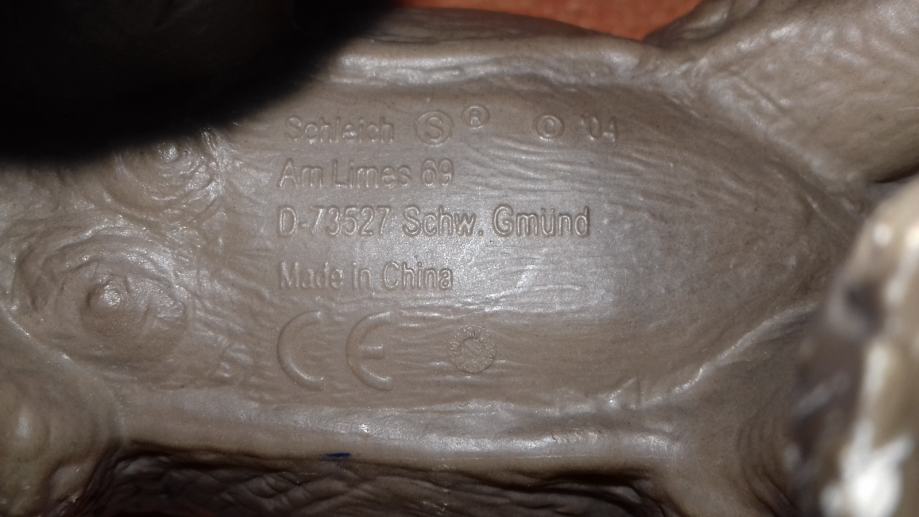 Schleich Ⓢ® © '04
Am Limes 69
D-73527 Schw. Gmünd
Made in China
CE